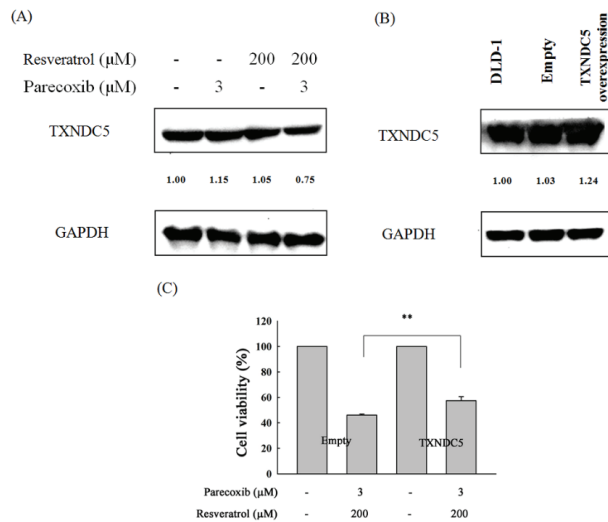 (A)
Resveratrol (µM) - - 200 200
Parecoxib (µM) - 3 - 3
TXNDC5
1.00 1.15 1.05 0.75
GAPDH
(B)
DLD-1
Empty
TXNDC5
overexpression
TXNDC5
1.00 1.03 1.24
GAPDH
(C)
Cell viability (%)
120
100
80
60
40
20
0
**
Empty
TXNDC5
Parecoxib (µM) - 3 - 3
Resveratrol (µM) - 200 - 200